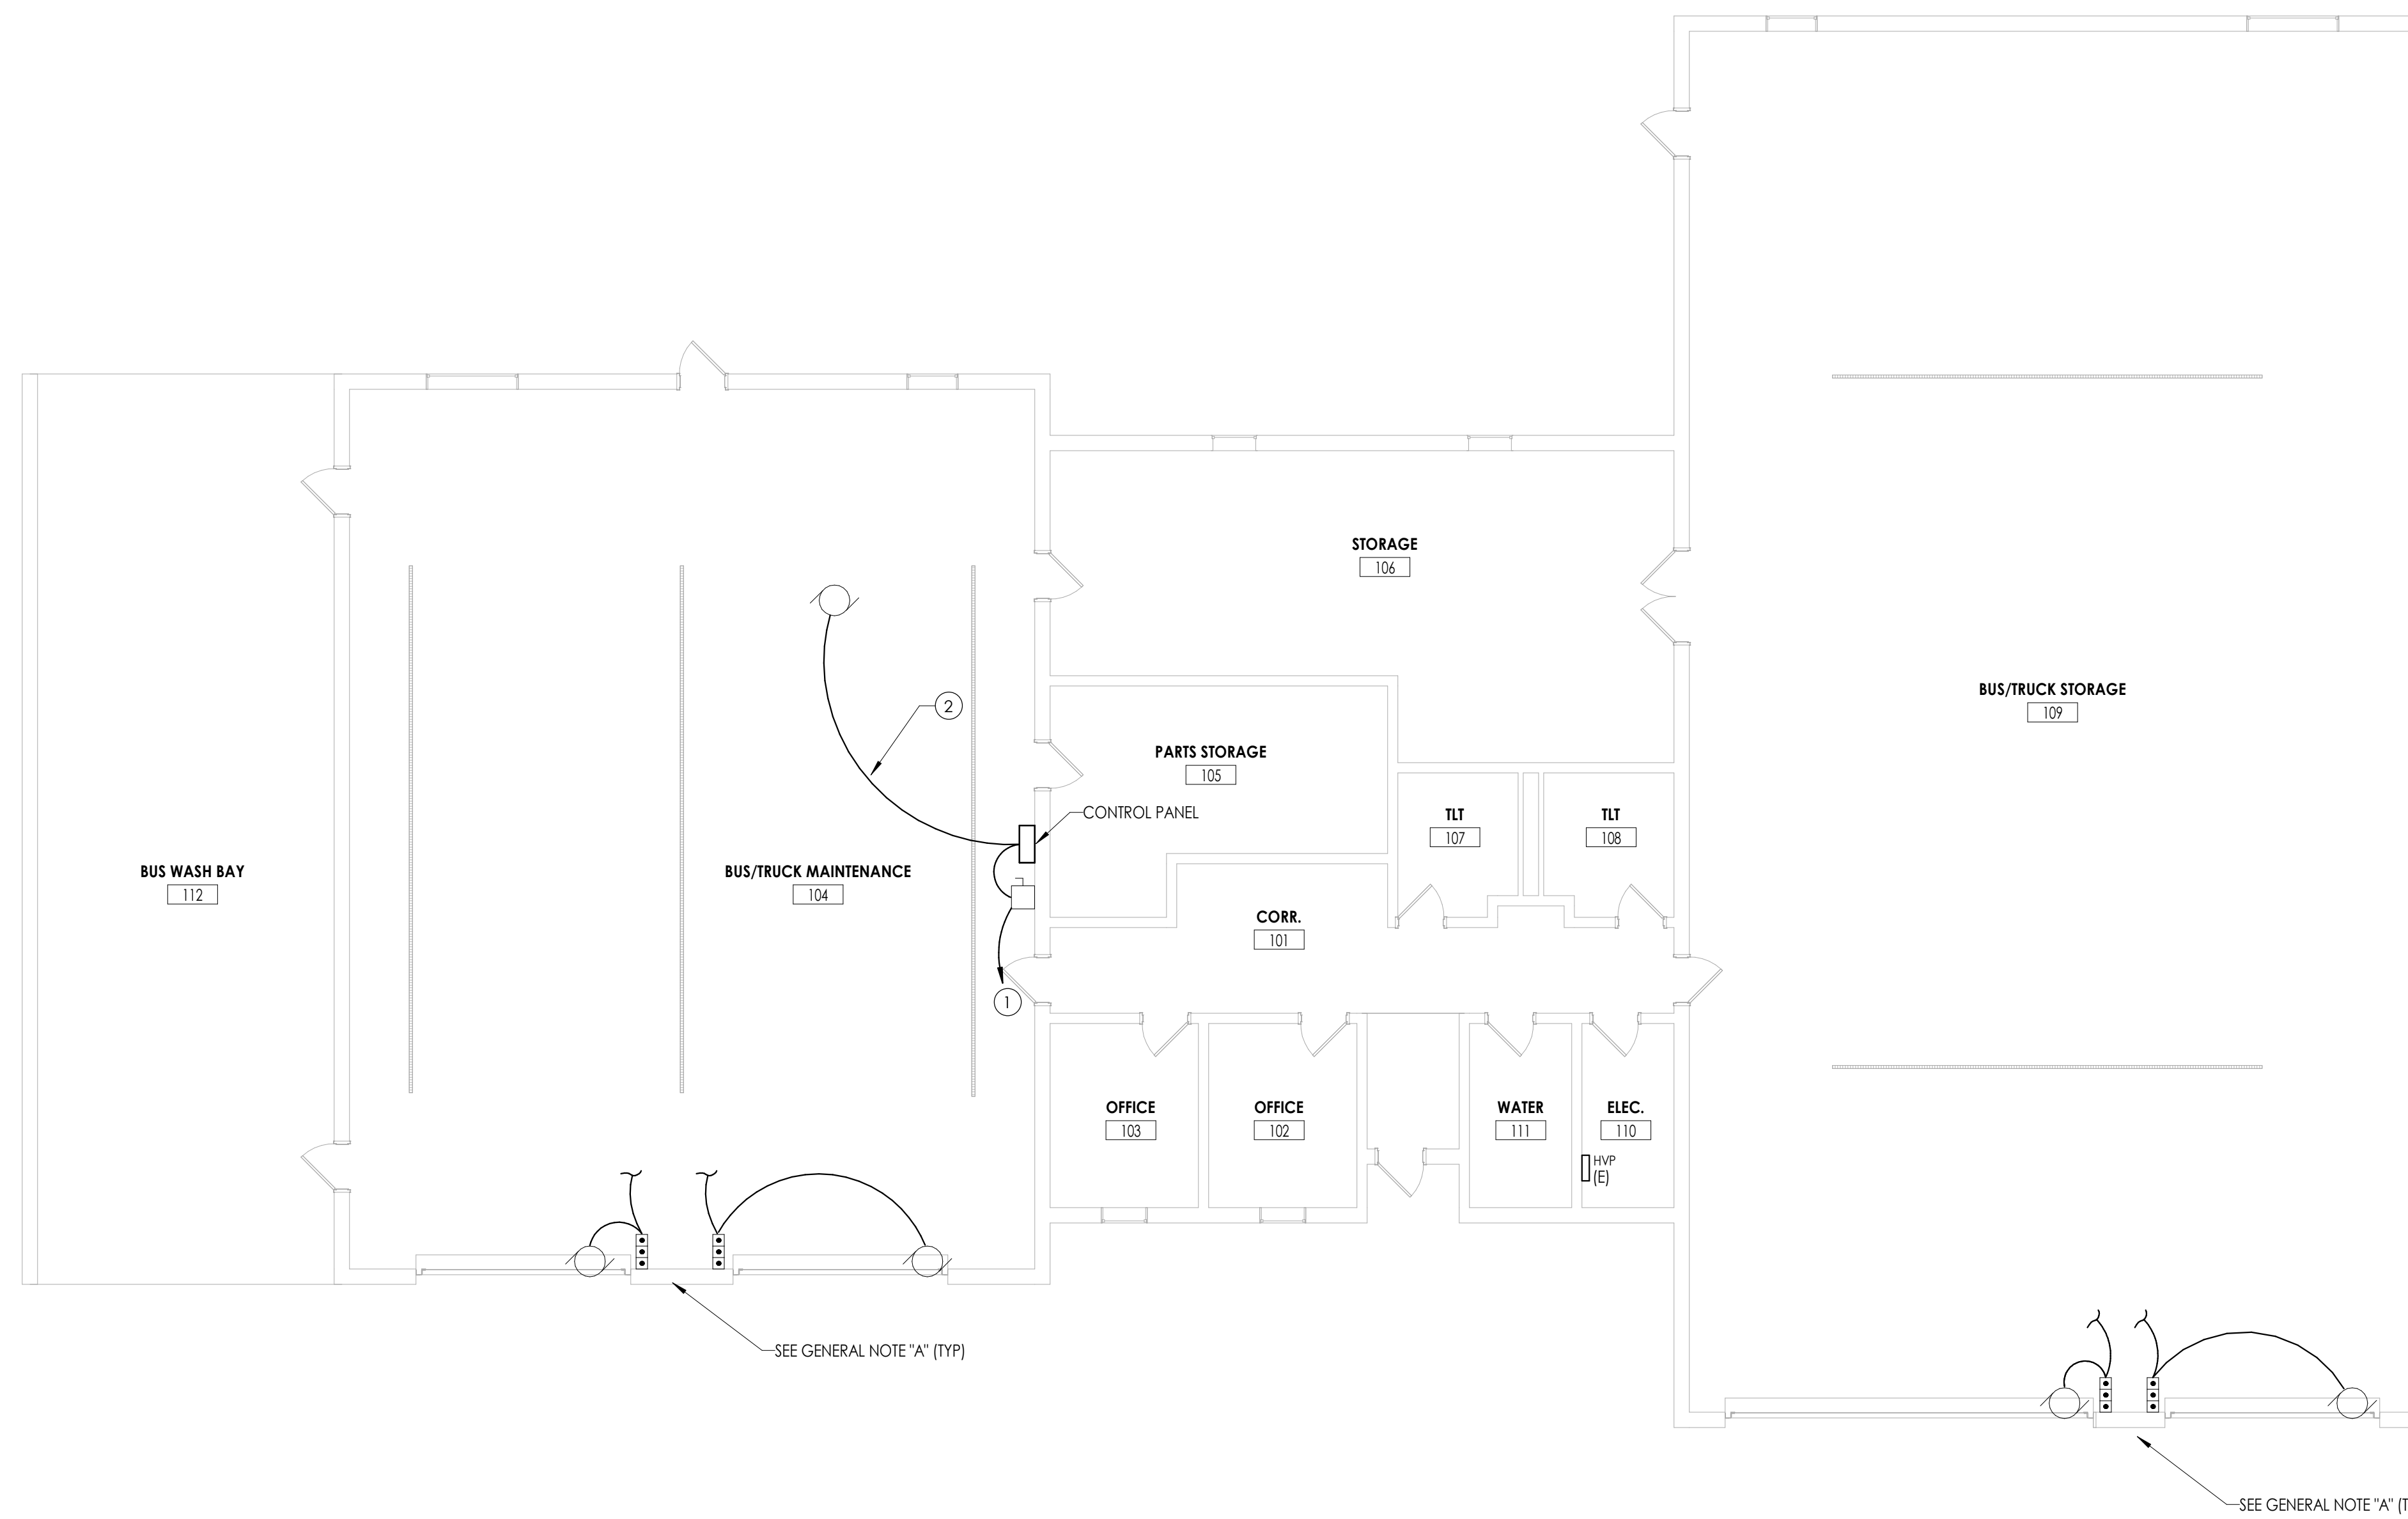 STORAGE
106
BUS/TRUCK STORAGE
109
2
PARTS STORAGE
105
CONTROL PANEL
TLT
107
TLT
108
BUS WASH BAY
112
BUS/TRUCK MAINTENANCE
104
CORR.
101
1
OFFICE
103
OFFICE
102
WATER
111
ELEC.
110
HVP
(E)
SEE GENERAL NOTE "A" (TYP)
SEE GENERAL NOTE "A" (T